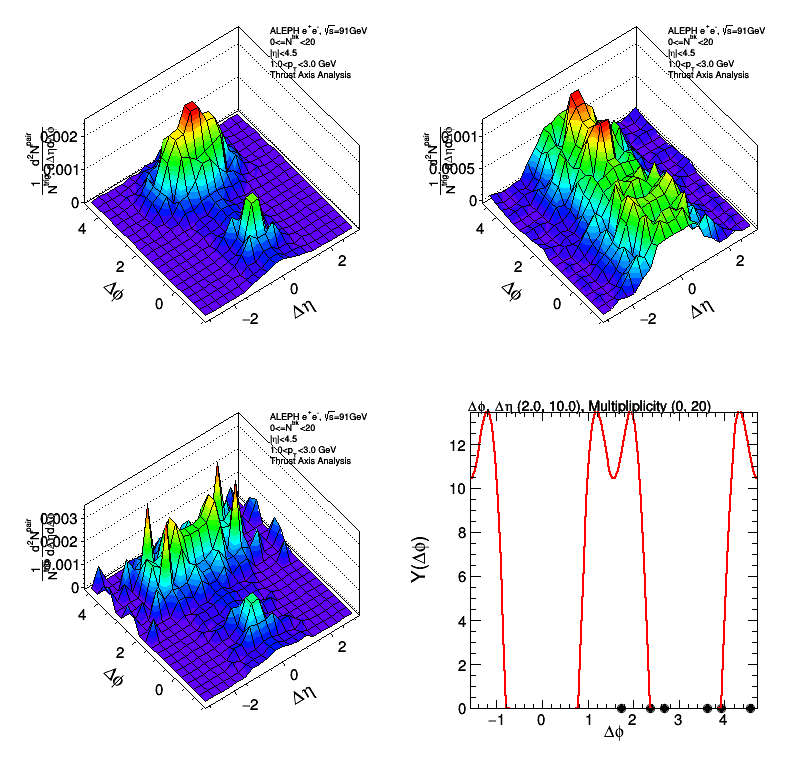 ALEPH e+e-, √s=91GeV
0<=Ntrk<20
|η|<4.5
1.0<pT<3.0 GeV
Thrust Axis Analysis
0.002
0.001
0
4
2
0
Δφ
−2
0
2
Δη
ALEPH e+e-, √s=91GeV
0<=Ntrk<20
|η|<4.5
1.0<pT<3.0 GeV
Thrust Axis Analysis
0.001
0.0005
0
4
2
0
Δφ
−2
0
2
Δη
ALEPH e+e-, √s=91GeV
0<=Ntrk<20
|η|<4.5
1.0<pT<3.0 GeV
Thrust Axis Analysis
0.003
0.002
0.001
0
4
2
0
Δφ
−2
0
2
Δη
Δφ, Δη (2.0, 10.0), Multipliplicity (0, 20)
12
10
8
6
4
2
0
Y(Δφ)
−1 0 1 2 3 4
Δφ